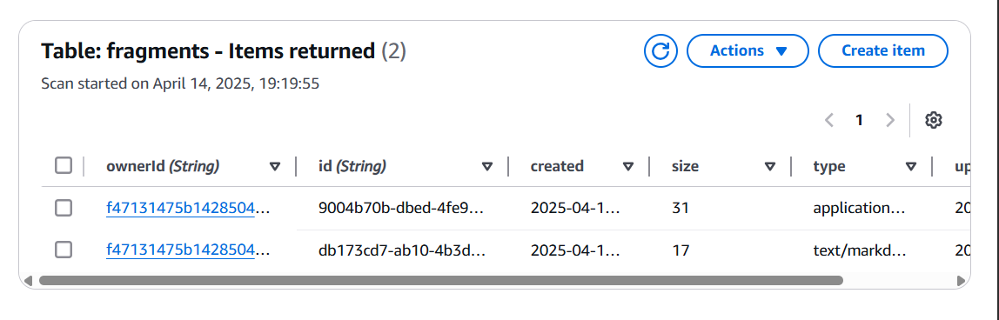 Table: fragments - Items returned (2)
Actions
Create item
Scan started on April 14, 2025, 19:19:55
1
ownerId (String) id (String) created size type up
f47131475b1428504... 9004b70b-dbed-4fe9... 2025-04-1... 31 application... 20
f47131475b1428504... db173cd7-ab10-4b3d... 2025-04-1... 17 text/markd... 20